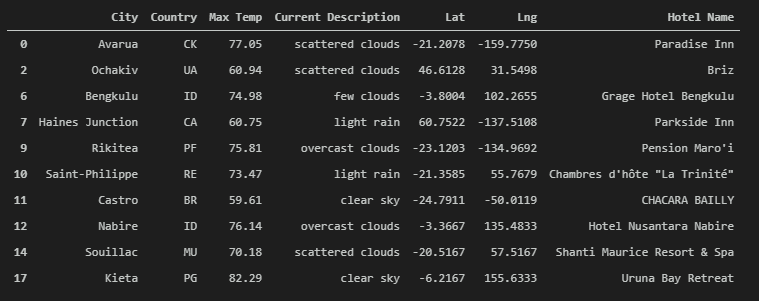 City Country Max Temp Current Description Lat Lng Hotel Name
0 Avarua CK 77.05 scattered clouds -21.2078 -159.7750 Paradise Inn
2 Ochakiv UA 60.94 scattered clouds 46.6128 31.5498 Briz
6 Bengkulu ID 74.98 few clouds -3.8004 102.2655 Grage Hotel Bengkulu
7 Haines Junction CA 60.75 light rain 60.7522 -137.5108 Parkside Inn
9 Rikitea PF 75.81 overcast clouds -23.1203 -134.9692 Pension Maro'i
10 Saint-Philippe RE 73.47 light rain -21.3585 55.7679 Chambres d'hôte "La Trinité"
11 Castro BR 59.61 clear sky -24.7911 -50.0119 CHACARA BAILLY
12 Nabire ID 76.14 overcast clouds -3.3667 135.4833 Hotel Nusantara Nabire
14 Souillac MU 70.18 scattered clouds -20.5167 57.5167 Shanti Maurice Resort & Spa
17 Kieta PG 82.29 clear sky -6.2167 155.6333 Uruna Bay Retreat